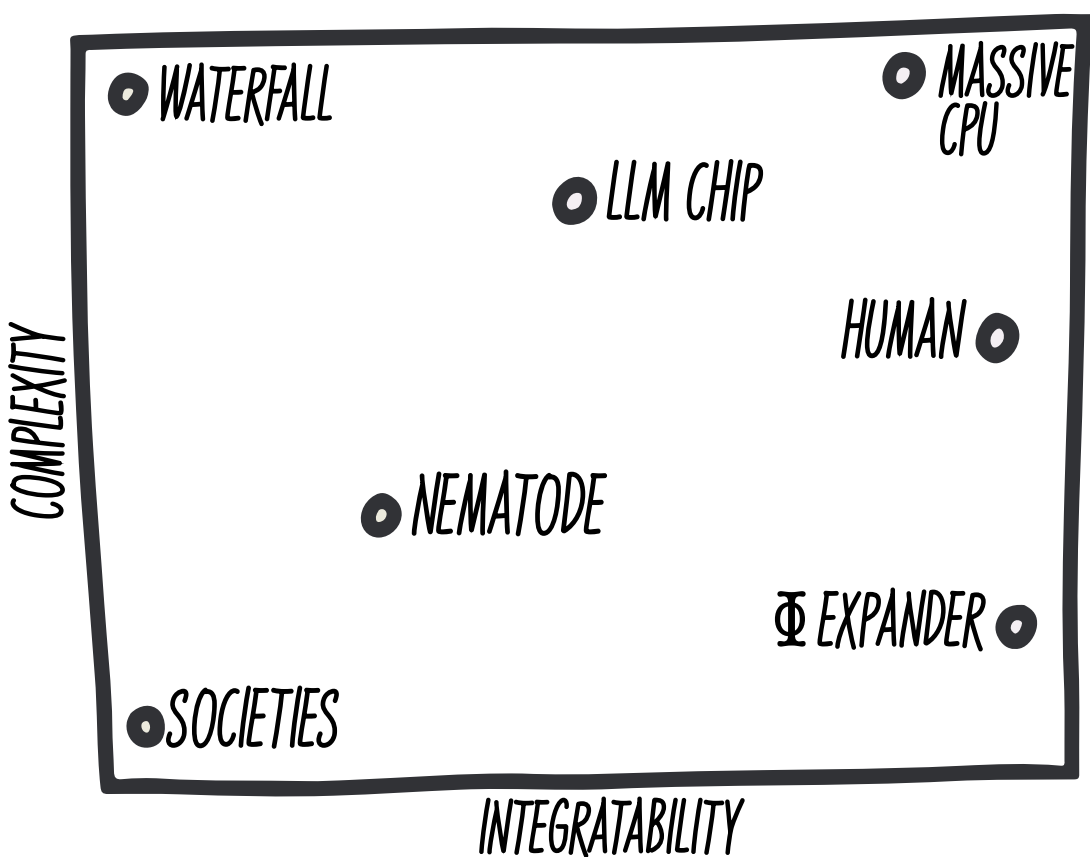 WATERFALL
MASSIVE
CPU
LLM CHIP
HUMAN
COMPLEXITY
NEMATODE
Φ EXPANDER
SOCIETIES
INTEGRATABILITY